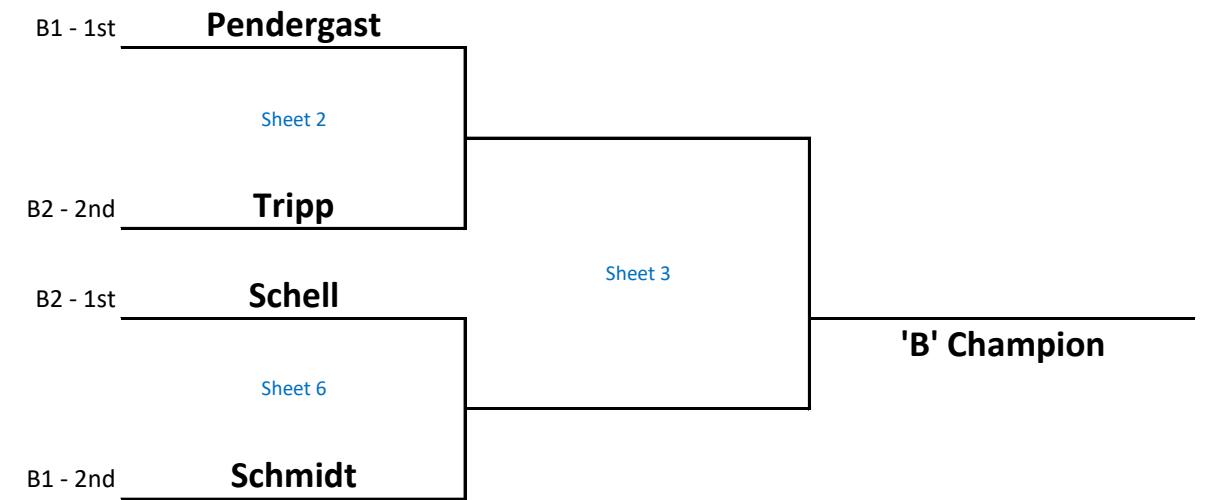 B1 - 1st Pendergast
Sheet 2
B2 - 2nd Tripp
Sheet 3
B2 - 1st Schell
'B' Champion
Sheet 6
B1 - 2nd Schmidt